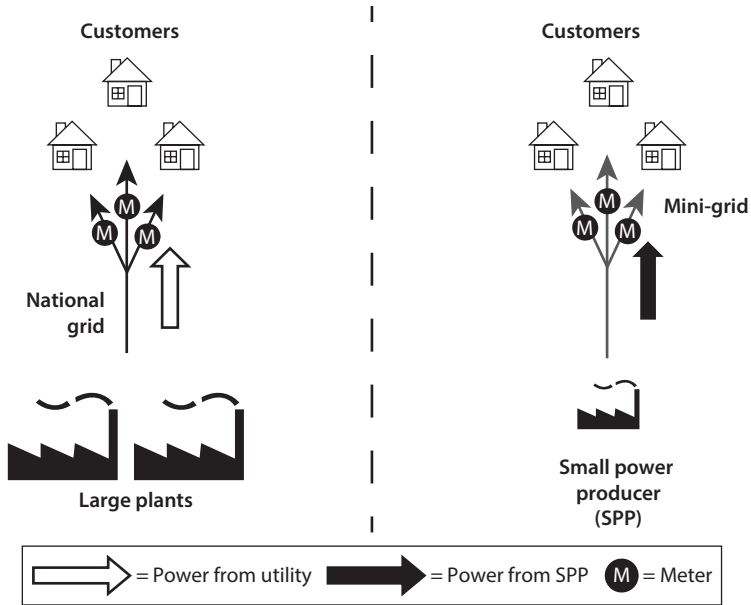 Customers
M
M
M
National
grid
Large plants
Customers
M
M
M
Mini-grid
Small power
producer
(SPP)
= Power from utility
= Power from SPP
M = Meter